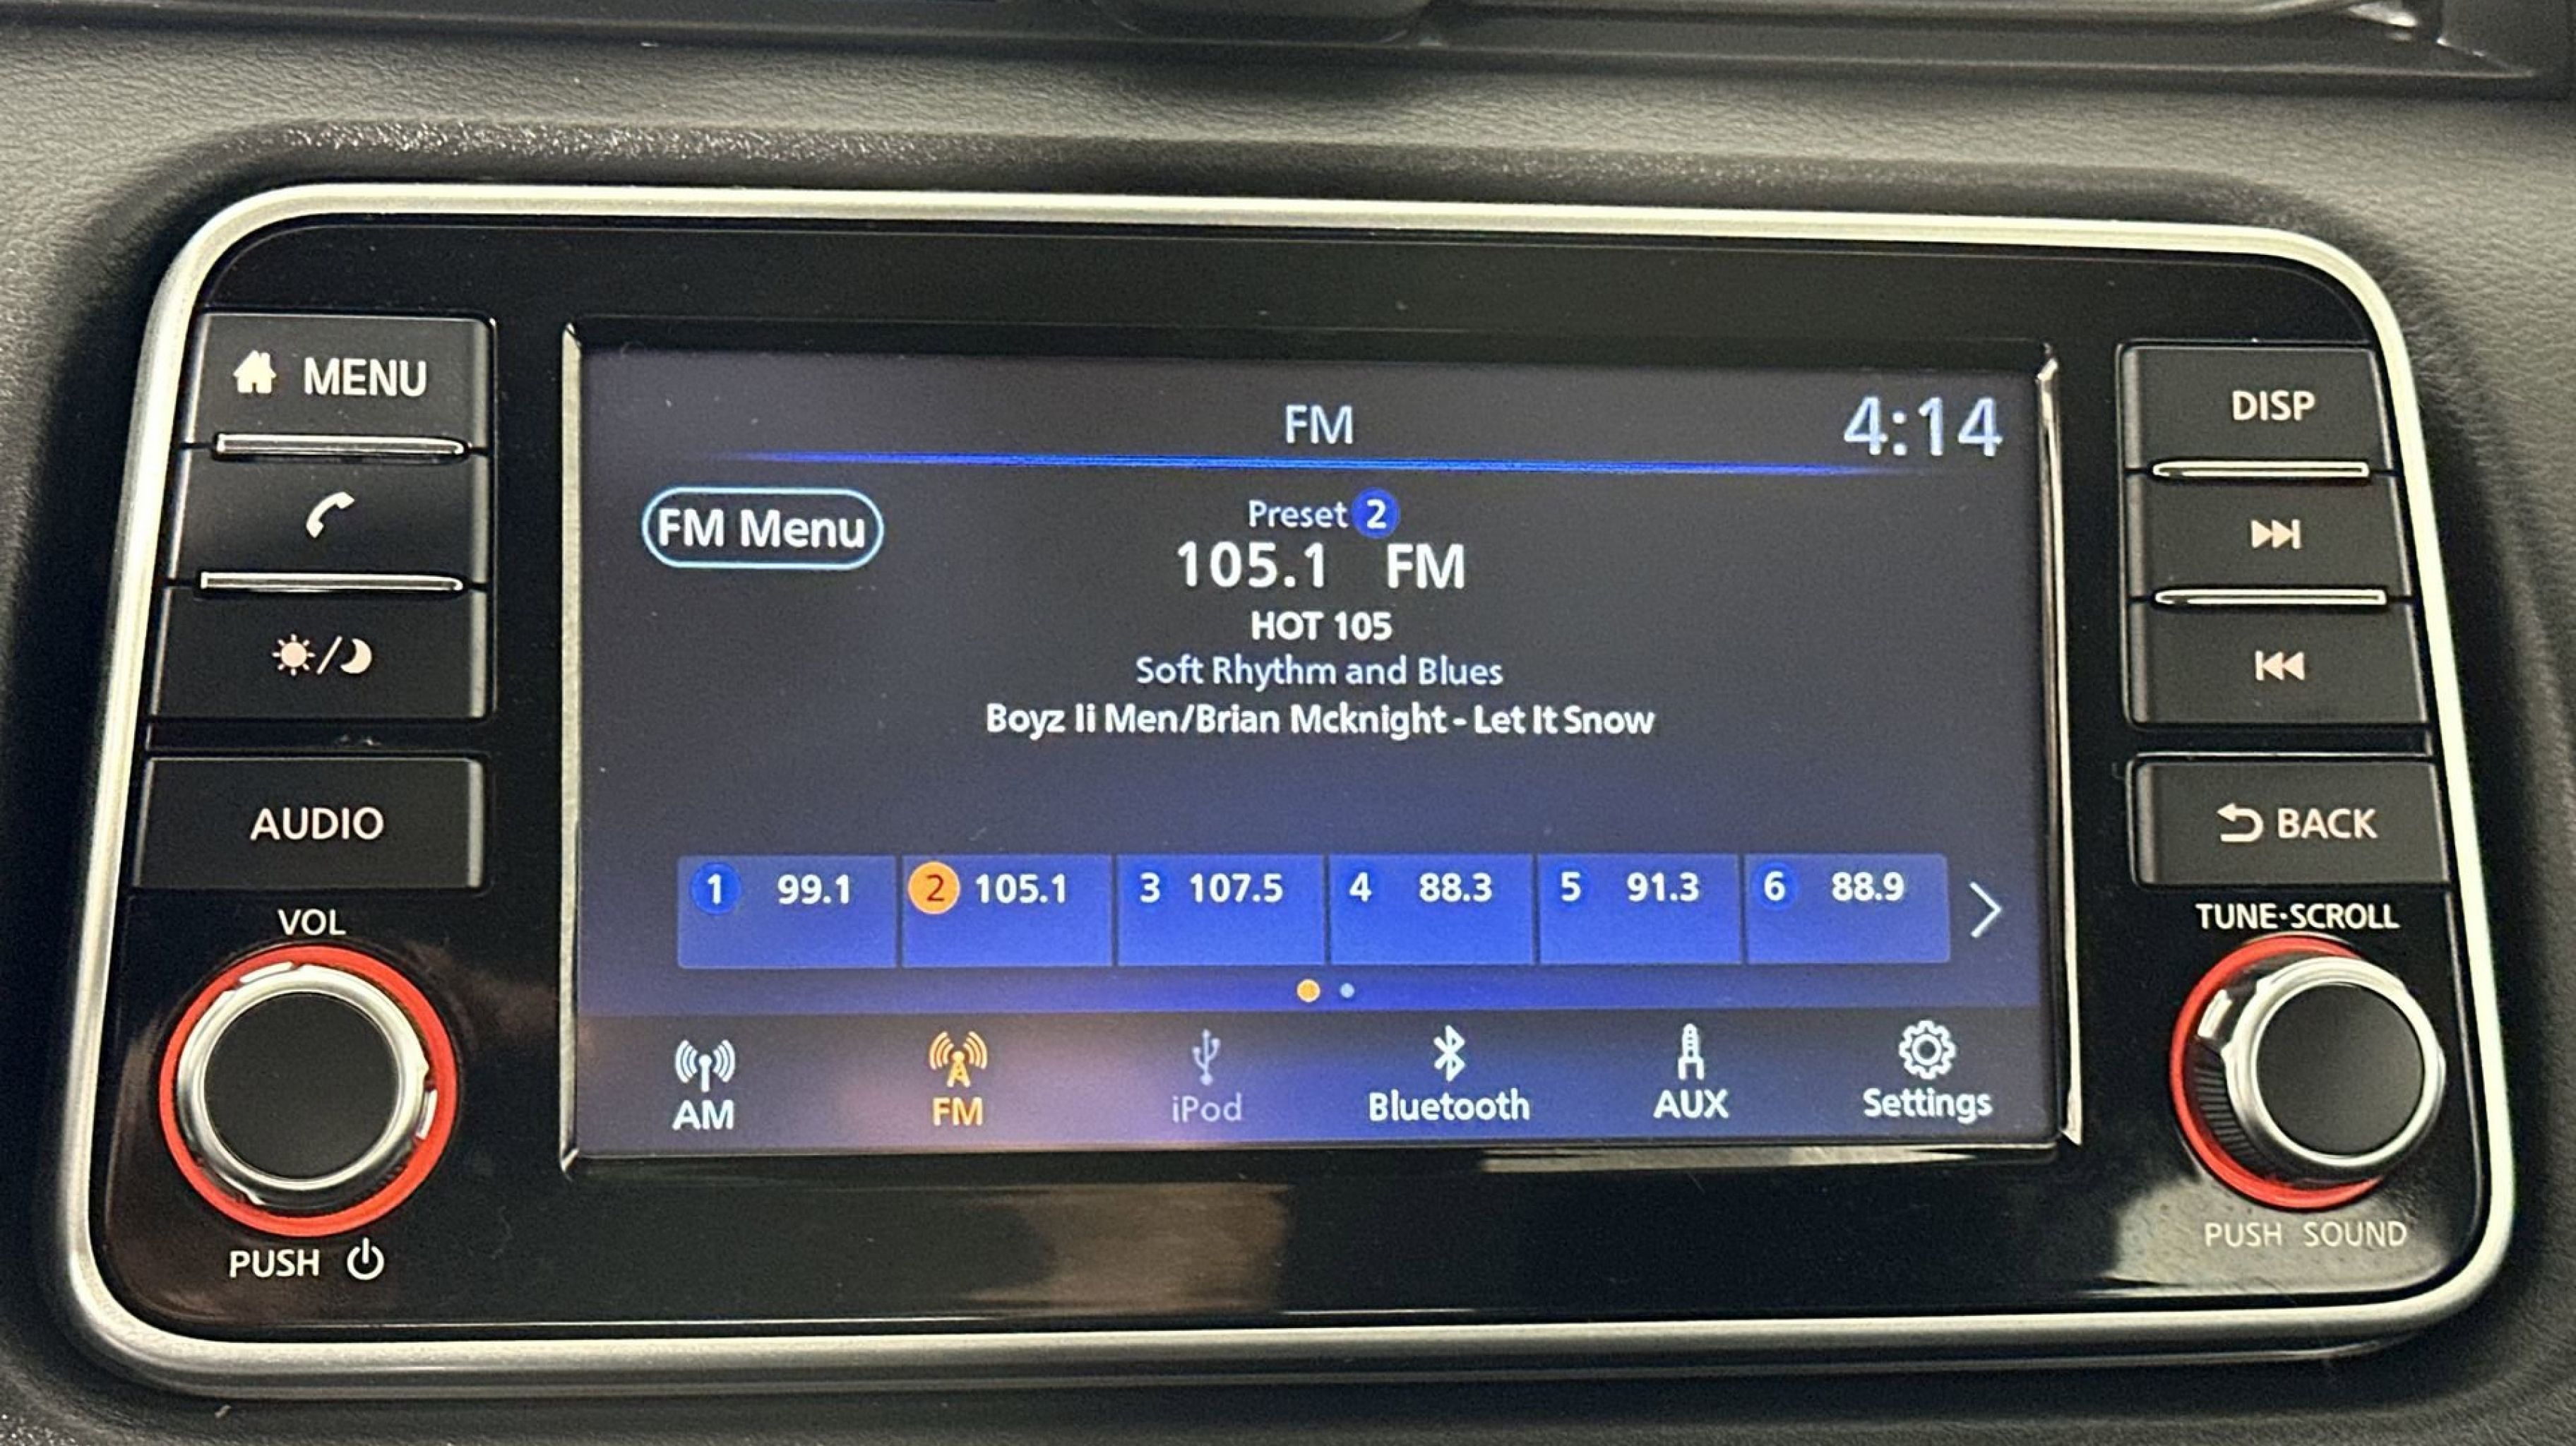 MENU
DISP
FM
4:14
FM Menu
Preset 2
105.1 FM
HOT 105
Soft Rhythm and Blues
Boyz Ii Men/Brian Mcknight - Let It Snow
AUDIO
BACK
1 99.1 2 105.1 3 107.5 4 88.3 5 91.3 6 88.9
VOL
TUNE·SCROLL
AM FM iPod Bluetooth AUX Settings
PUSH
PUSH SOUND